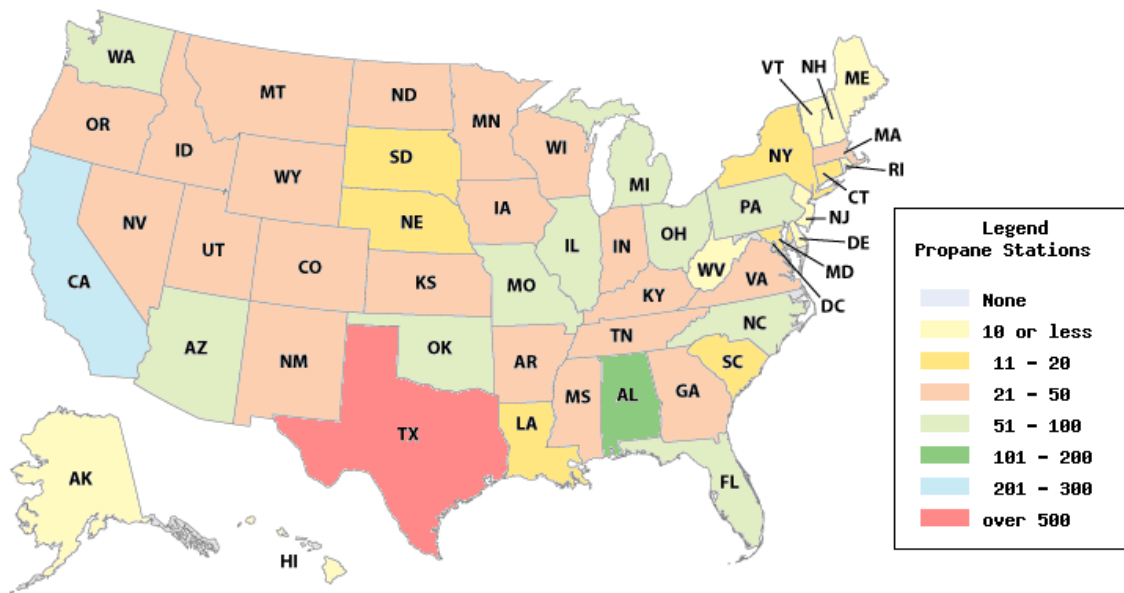 WA
VT
NH
ME
MT
ND
OR
MN
MA
ID
WI
NY
SD
RI
WY
MI
CT
IA
PA
NE
NJ
NV
OH
DE
IL
IN
UT
CO
WV
MD
CA
KS
MO
VA
KY
DC
NC
TN
AZ
OK
NM
AR
SC
MS
AL
GA
LA
TX
AK
FL
HI
Legend
Propane Stations
None
10 or less
11 - 20
21 - 50
51 - 100
101 - 200
201 - 300
over 500